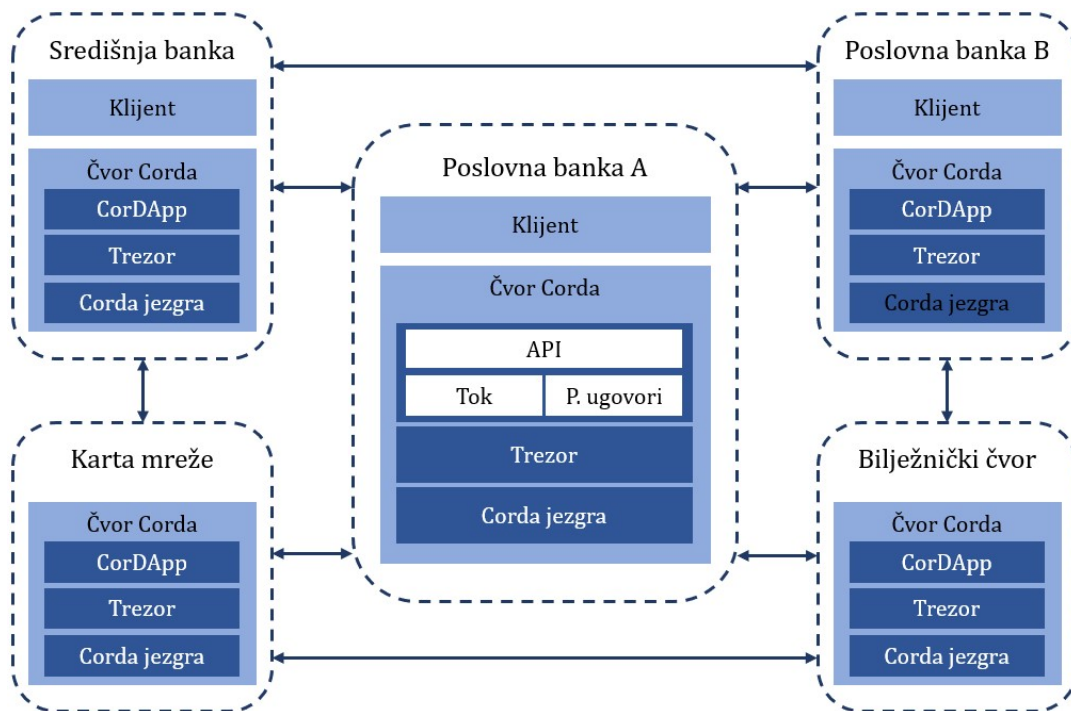 Središnja banka
Klijent
Čvor Corda
CorDApp
Trezor
Corda jezgra
Poslovna banka A
Klijent
Čvor Corda
API
Tok
P. ugovori
Trezor
Corda jezgra
Poslovna banka B
Klijent
Čvor Corda
CorDApp
Trezor
Corda jezgra
Karta mreže
Čvor Corda
CorDApp
Trezor
Corda jezgra
Bilježnički čvor
Čvor Corda
CorDApp
Trezor
Corda jezgra